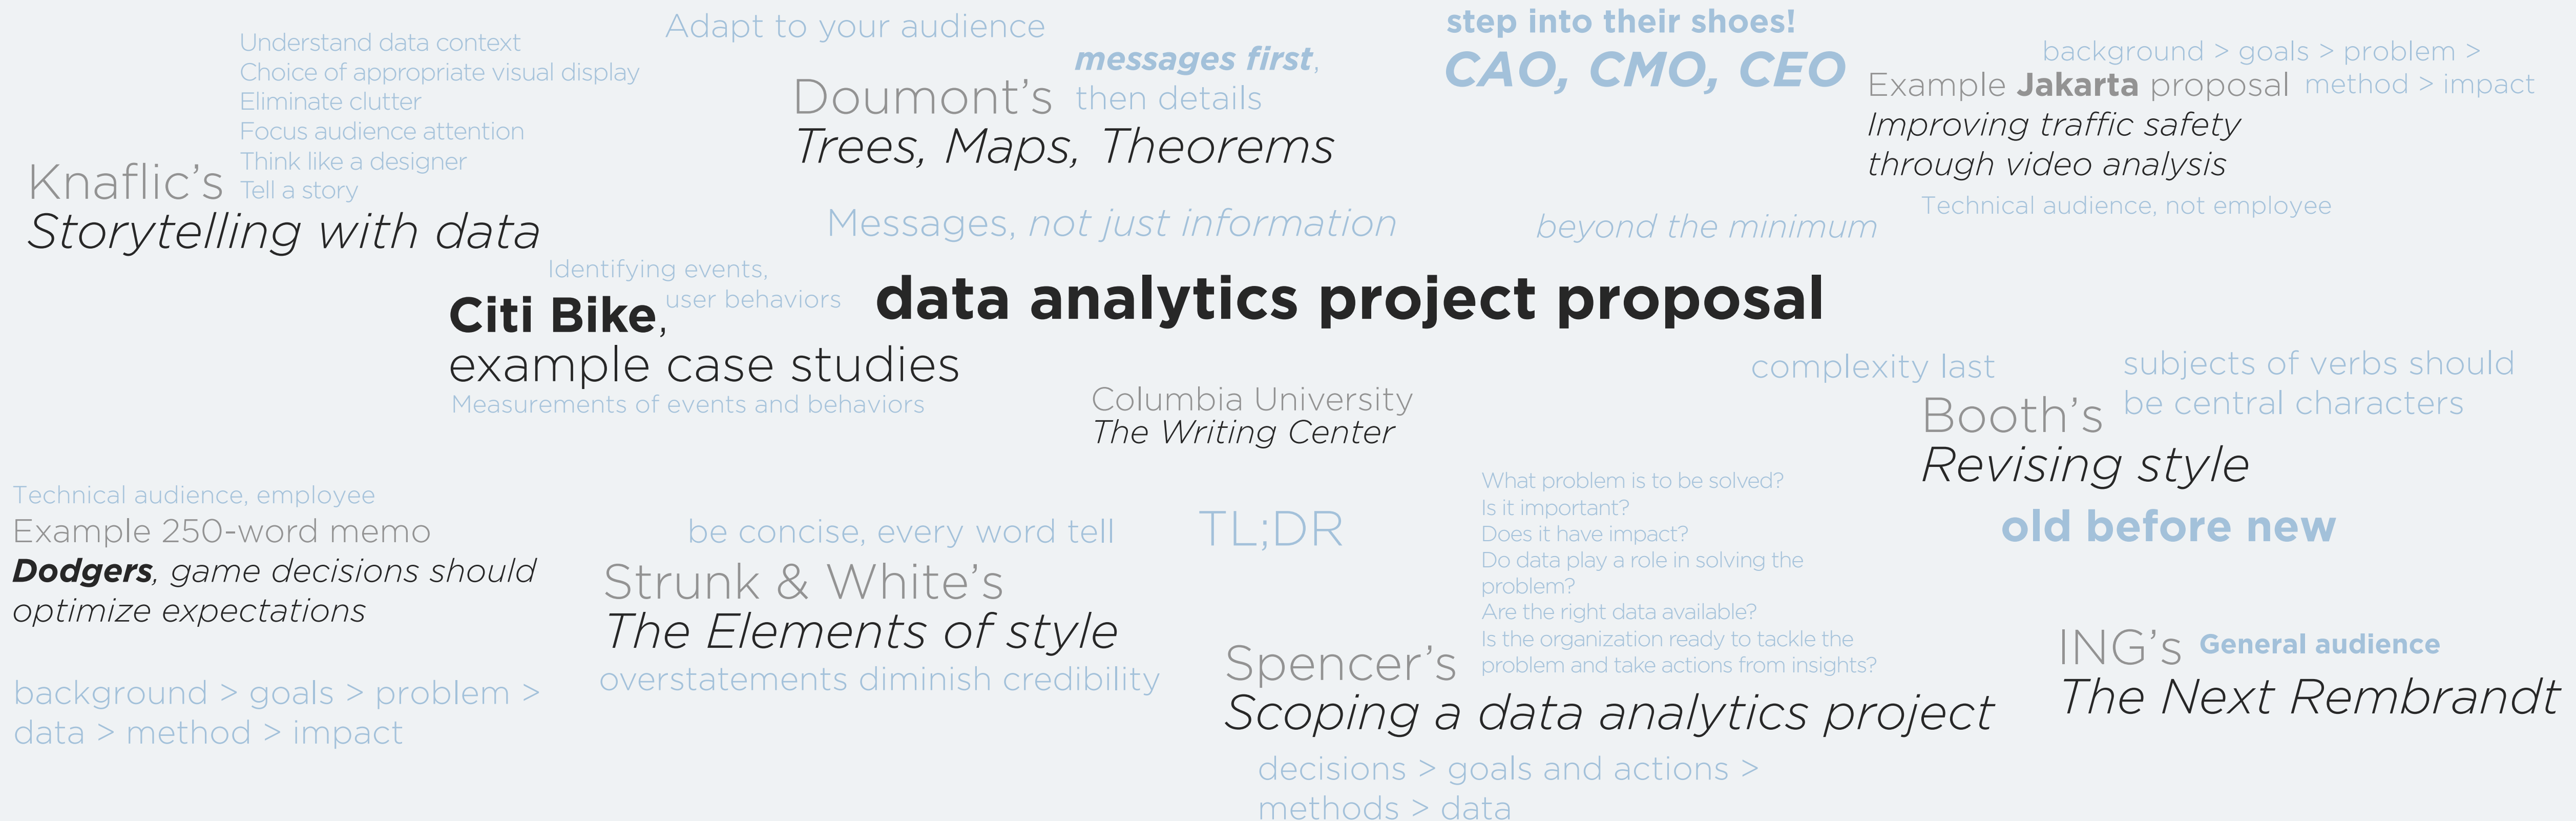 Understand data context
Choice of appropriate visual display
Eliminate clutter
Focus audience attention
Think like a designer
Tell a story
Knaflic’s
Storytelling with data
Adapt to your audience
messages first,
then details
Doumont’s
Trees, Maps, Theorems
Messages, not just information
step into their shoes!
CAO, CMO, CEO
beyond the minimum
background > goals > problem >
method > impact
Example Jakarta proposal
Improving traffic safety
through video analysis
Technical audience, not employee
Identifying events,
user behaviors
Citi Bike,
example case studies
Measurements of events and behaviors
data analytics project proposal
Columbia University
The Writing Center
complexity last
subjects of verbs should
be central characters
Booth’s
Revising style
old before new
Technical audience, employee
Example 250-word memo
Dodgers, game decisions should
optimize expectations
background > goals > problem >
data > method > impact
be concise, every word tell
Strunk & White’s
The Elements of style
overstatements diminish credibility
TL;DR
What problem is to be solved?
Is it important?
Does it have impact?
Do data play a role in solving the
problem?
Are the right data available?
Is the organization ready to tackle the
problem and take actions from insights?
Spencer’s
Scoping a data analytics project
decisions > goals and actions >
methods > data
ING’s
General audience
The Next Rembrandt